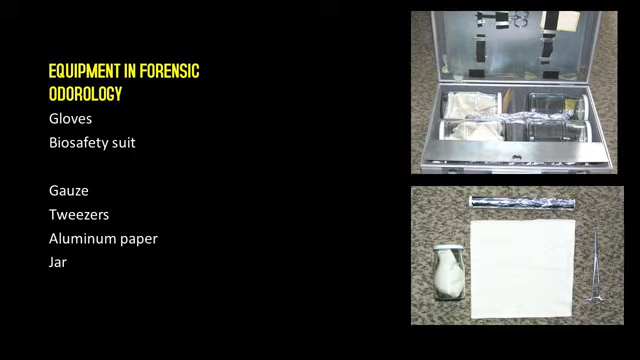 EQUIPMENT IN FORENSIC
ODOROLOGY
Gloves
Biosafety suit
Gauze
Tweezers
Aluminum paper
Jar